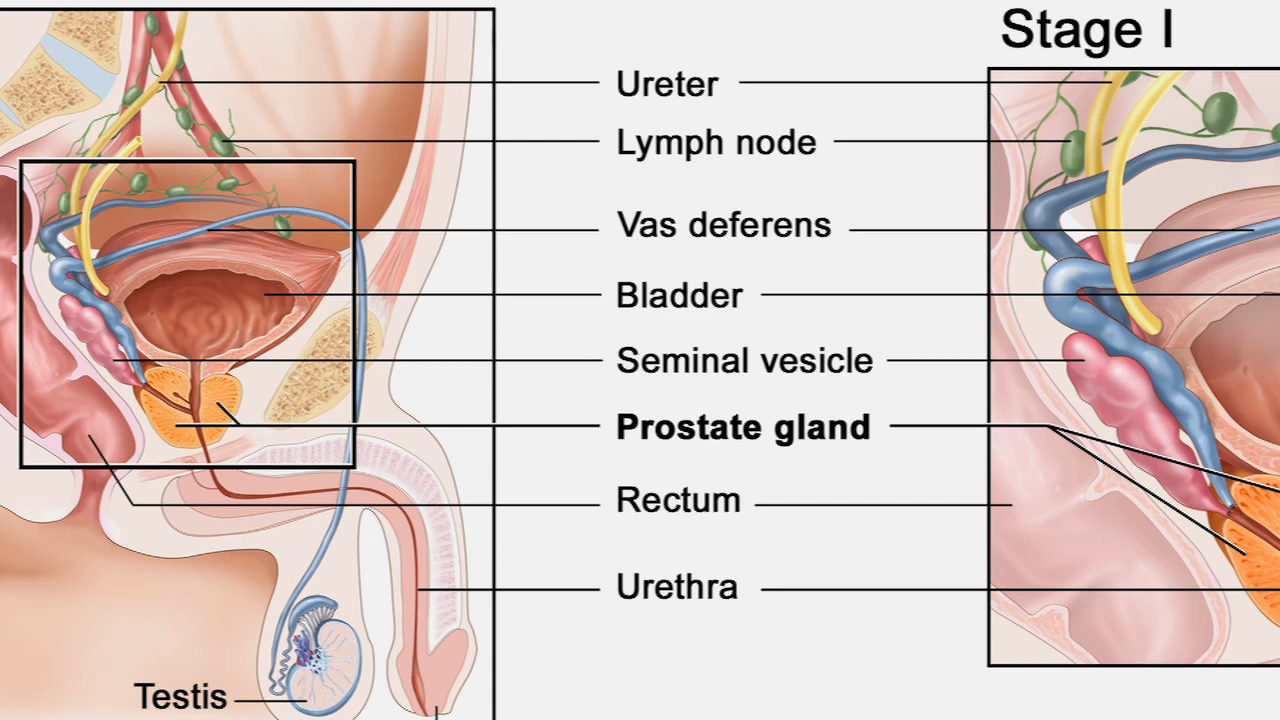 Stage I
Ureter
Lymph node
Vas deferens
Bladder
Seminal vesicle
Prostate gland
Rectum
Urethra
Testis